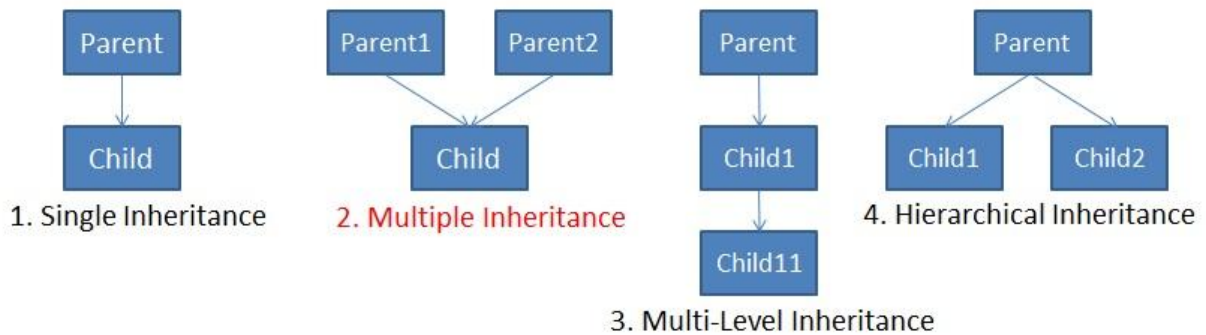 Parent
Child
1. Single Inheritance
Parent1 Parent2
Child
2. Multiple Inheritance
Parent
Child1
Child11
3. Multi-Level Inheritance
Parent
Child1 Child2
4. Hierarchical Inheritance